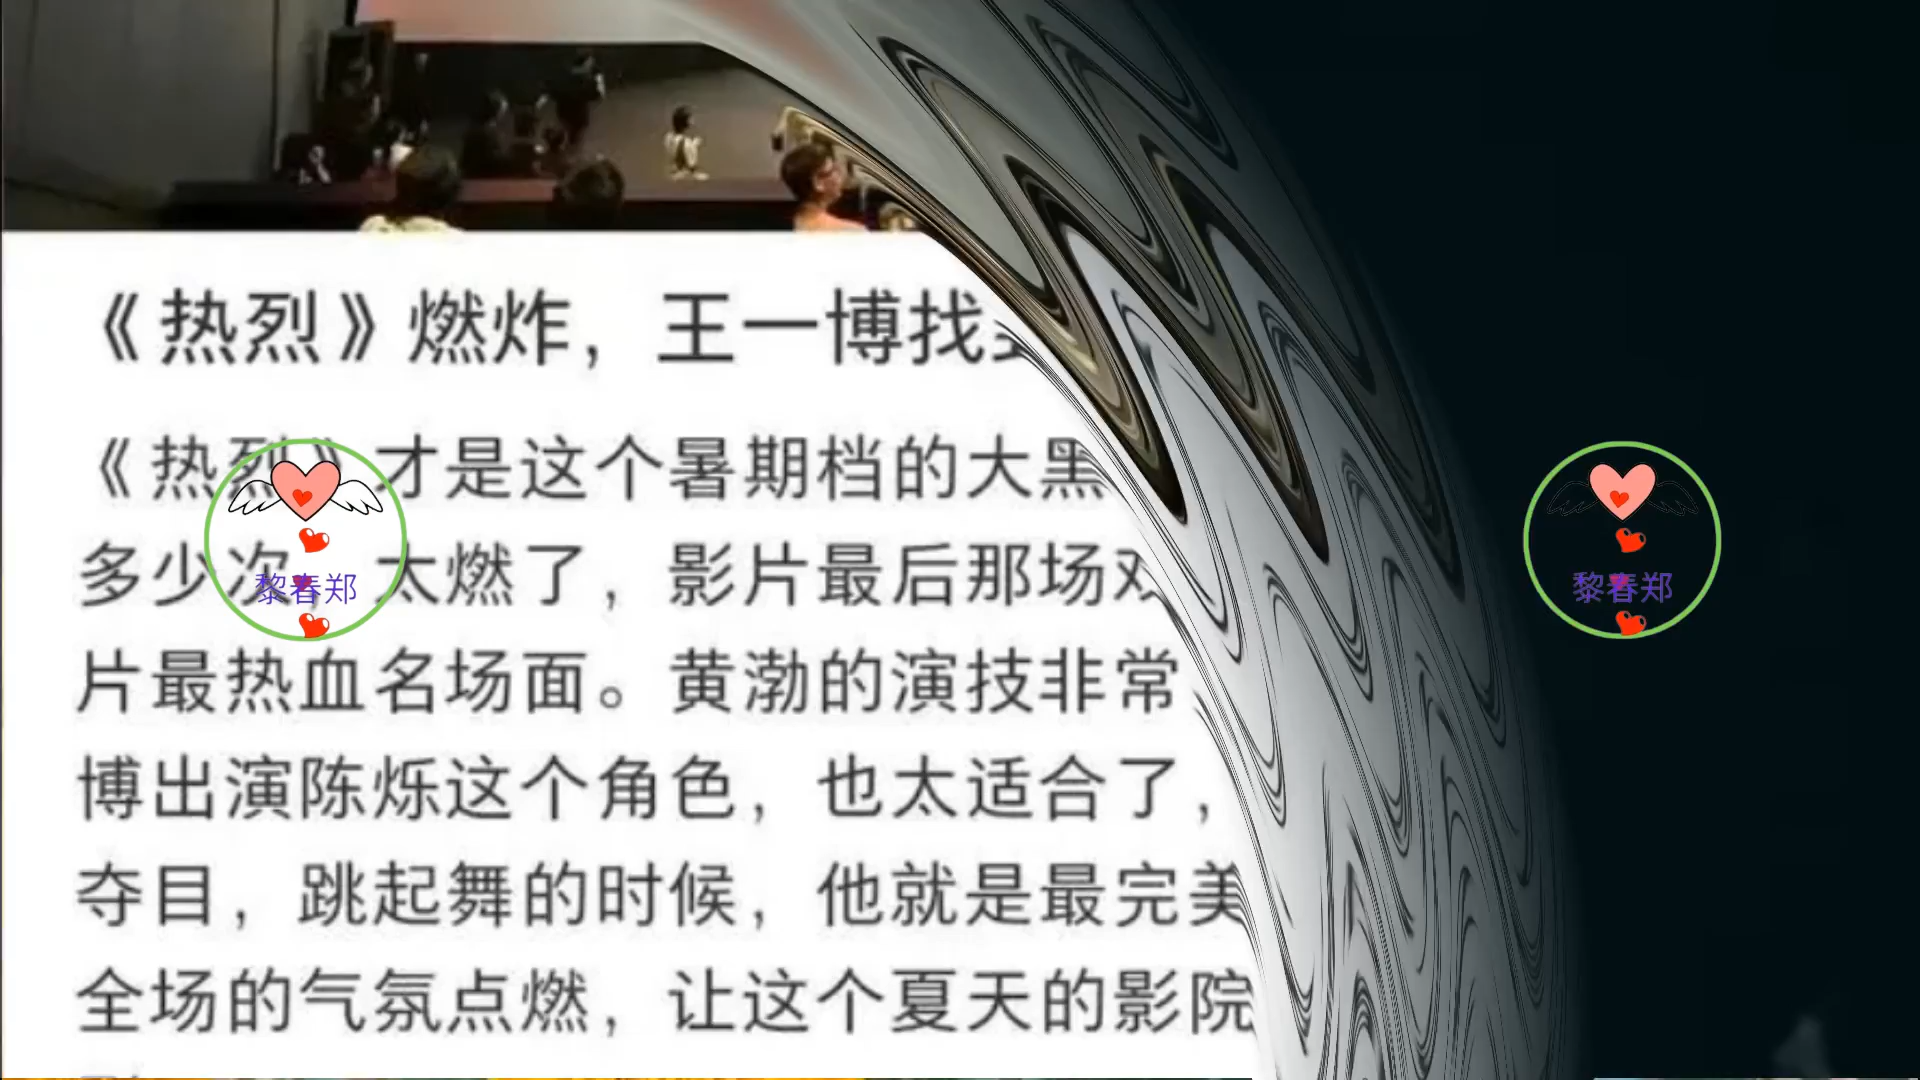 《热烈》燃炸，王一博找
《热烈》才是这个暑期档的大黑
多少次，太燃了，影片最后那场
片最热血名场面。黄渤的演技非常
博出演陈烁这个角色，也太适合了，
夺目，跳起舞的时候，他就是最完美
全场的气氛点燃，让这个夏天的影院
黎春郑
黎春郑